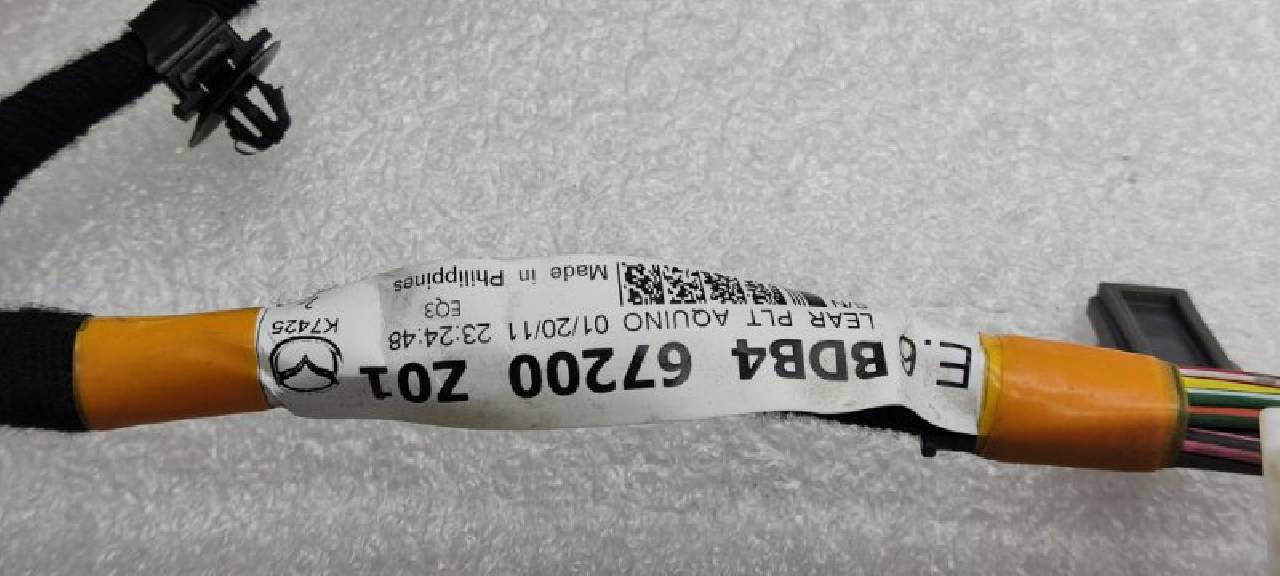 E.
BDB4 67200 Z01
LEAR PLT AQUINO 01/20/11 23:24:48
EQ3
Made in Philippines
K7425